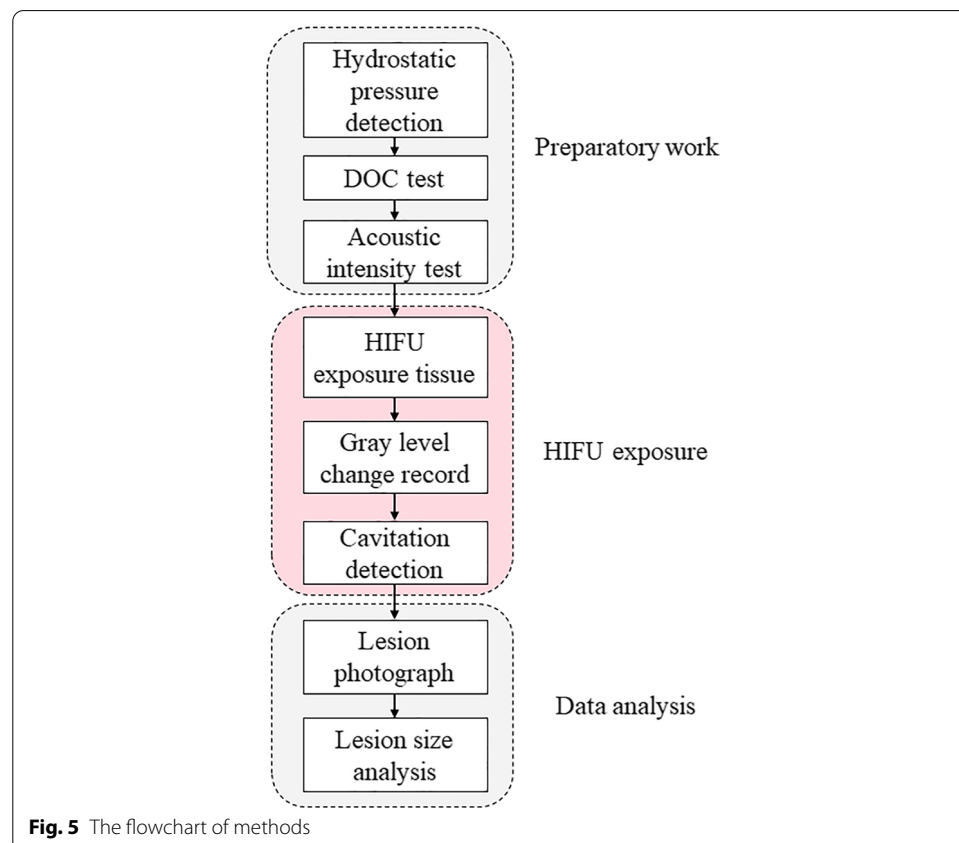 Hydrostatic
pressure
detection
Preparatory work
DOC test
Acoustic
intensity test
HIFU
exposure tissue
Gray level
change record
HIFU exposure
Cavitation
detection
Lesion
photograph
Data analysis
Lesion size
analysis
Fig. 5 The flowchart of methods